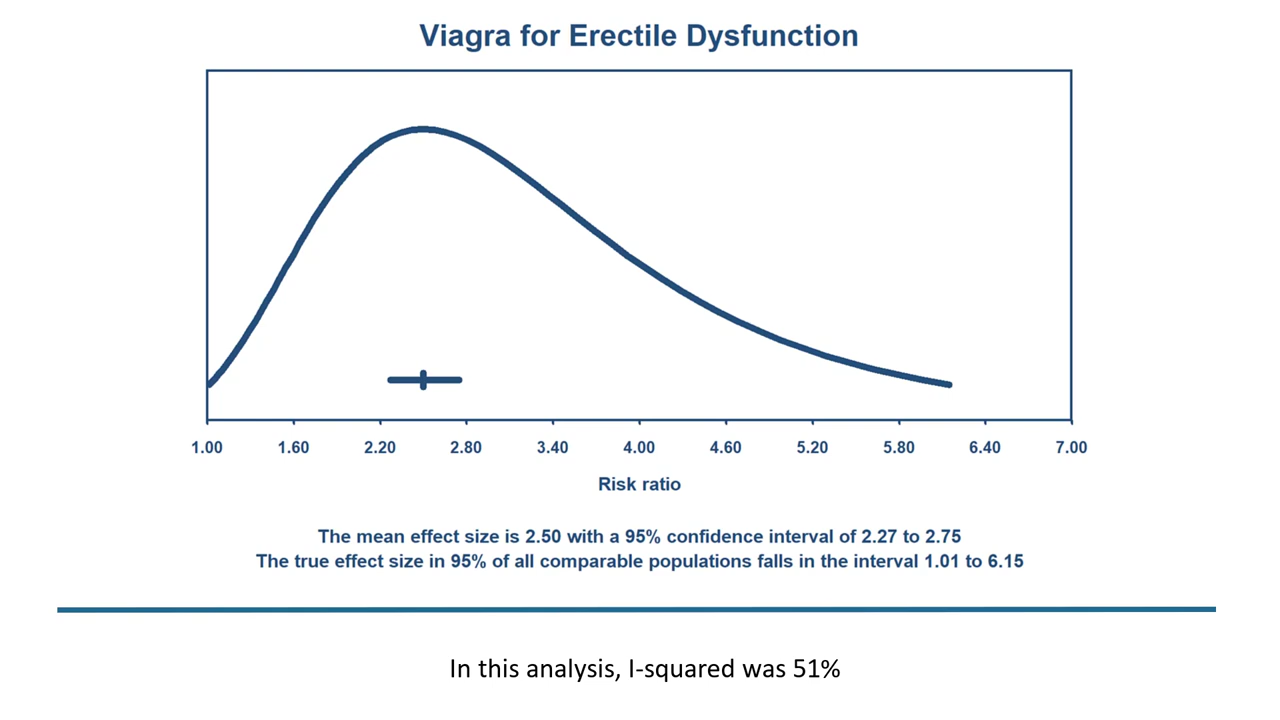 Viagra for Erectile Dysfunction
1.00 1.60 2.20 2.80 3.40 4.00 4.60 5.20 5.80 6.40 7.00
Risk ratio
The mean effect size is 2.50 with a 95% confidence interval of 2.27 to 2.75
The true effect size in 95% of all comparable populations falls in the interval 1.01 to 6.15
In this analysis, I-squared was 51%